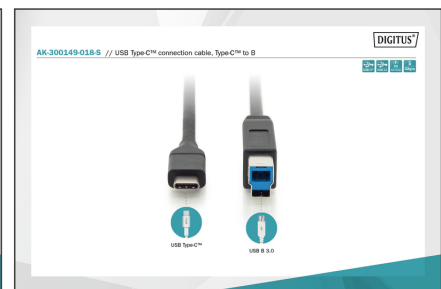 DIGITUS®
AK-300149-018-S // USB Type-C™ connection cable, Type-C™ to B
USB Type-C™
USB B 3.0